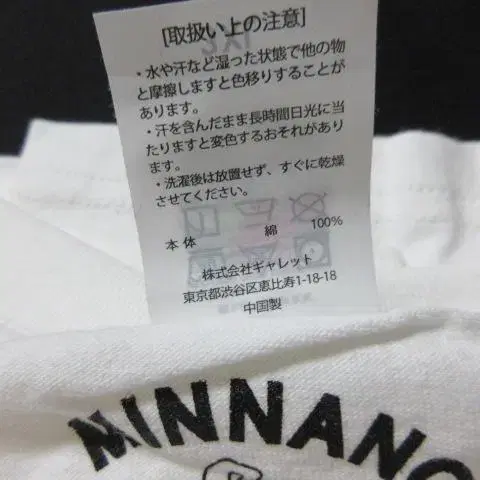 [取扱い上の注意]
・水や汗など湿った状態で他の物
と摩擦しますと色移りすることが
あります。
・汗を含んだまま長時間日光に当
たりますと変色するおそれがあり
ます。
・洗濯後は放置せず、すぐに乾燥
させてください。
本体 綿 100%
株式会社ギャレット
東京都渋谷区恵比寿1-18-18
中国製
MINNANO